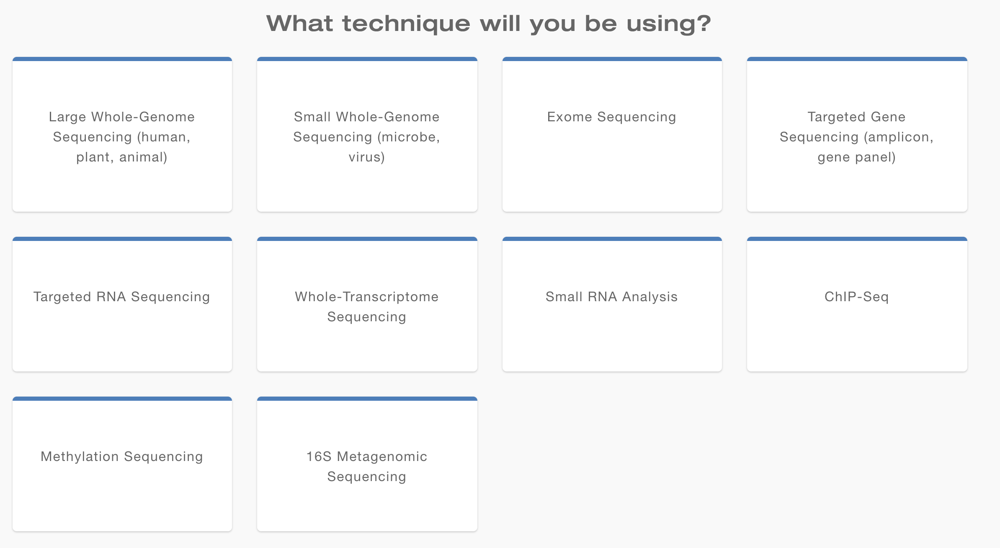 What technique will you be using?
Large Whole-Genome
Sequencing (human,
plant, animal)
Small Whole-Genome
Sequencing (microbe,
virus)
Exome Sequencing
Targeted Gene
Sequencing (amplicon,
gene panel)
Targeted RNA Sequencing
Whole-Transcriptome
Sequencing
Small RNA Analysis
ChIP-Seq
Methylation Sequencing
16S Metagenomic
Sequencing